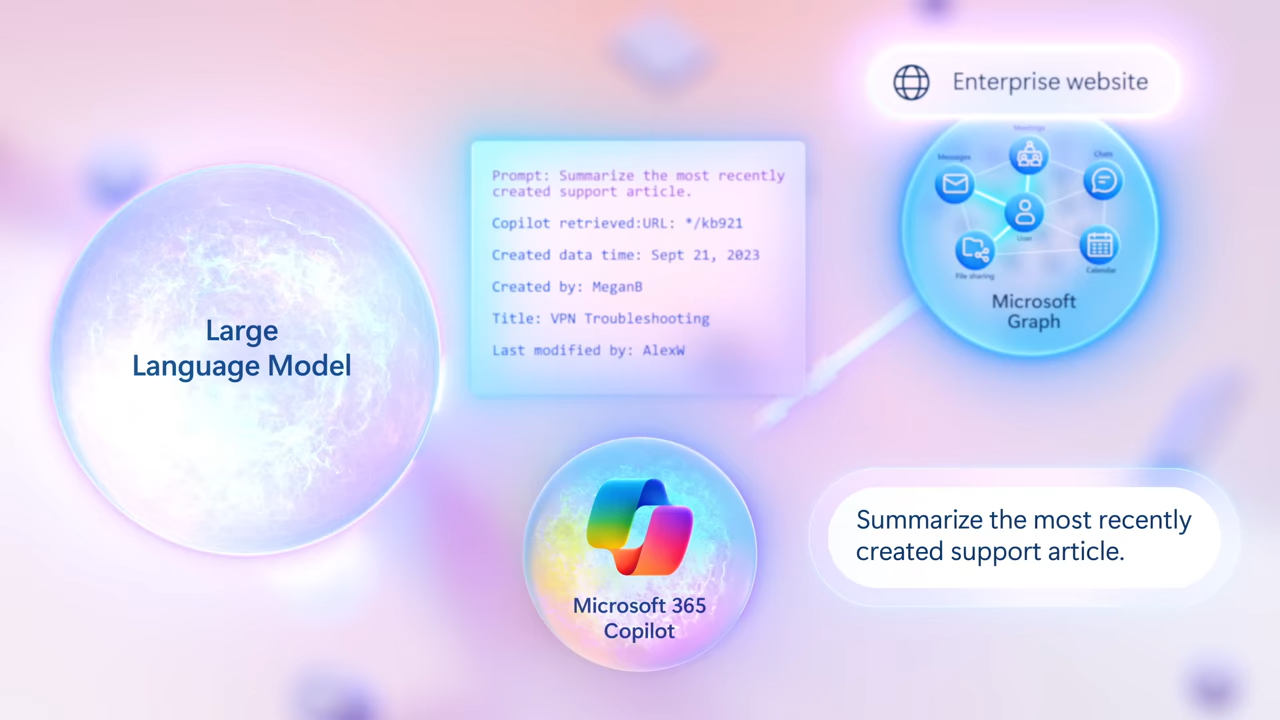 Enterprise website
Meetings
Messages
Chats
User
File sharing
Calendar
Microsoft
Graph
Prompt: Summarize the most recently
created support article.
Copilot retrieved:URL: */kb921
Created data time: Sept 21, 2023
Created by: MeganB
Title: VPN Troubleshooting
Last modified by: AlexW
Large
Language Model
Summarize the most recently
created support article.
Microsoft 365
Copilot